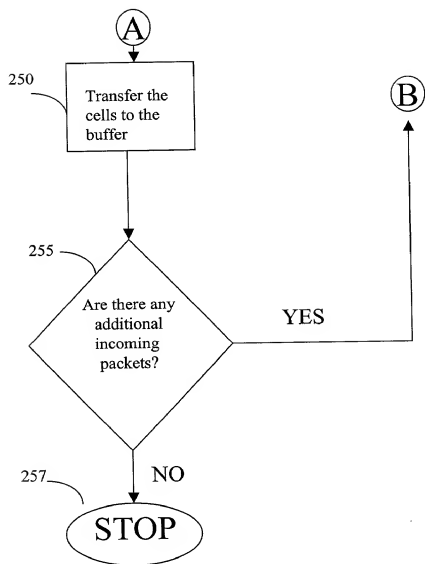 A
250
Transfer the
cells to the
buffer
B
255
Are there any
additional
incoming
packets?
YES
NO
257
STOP